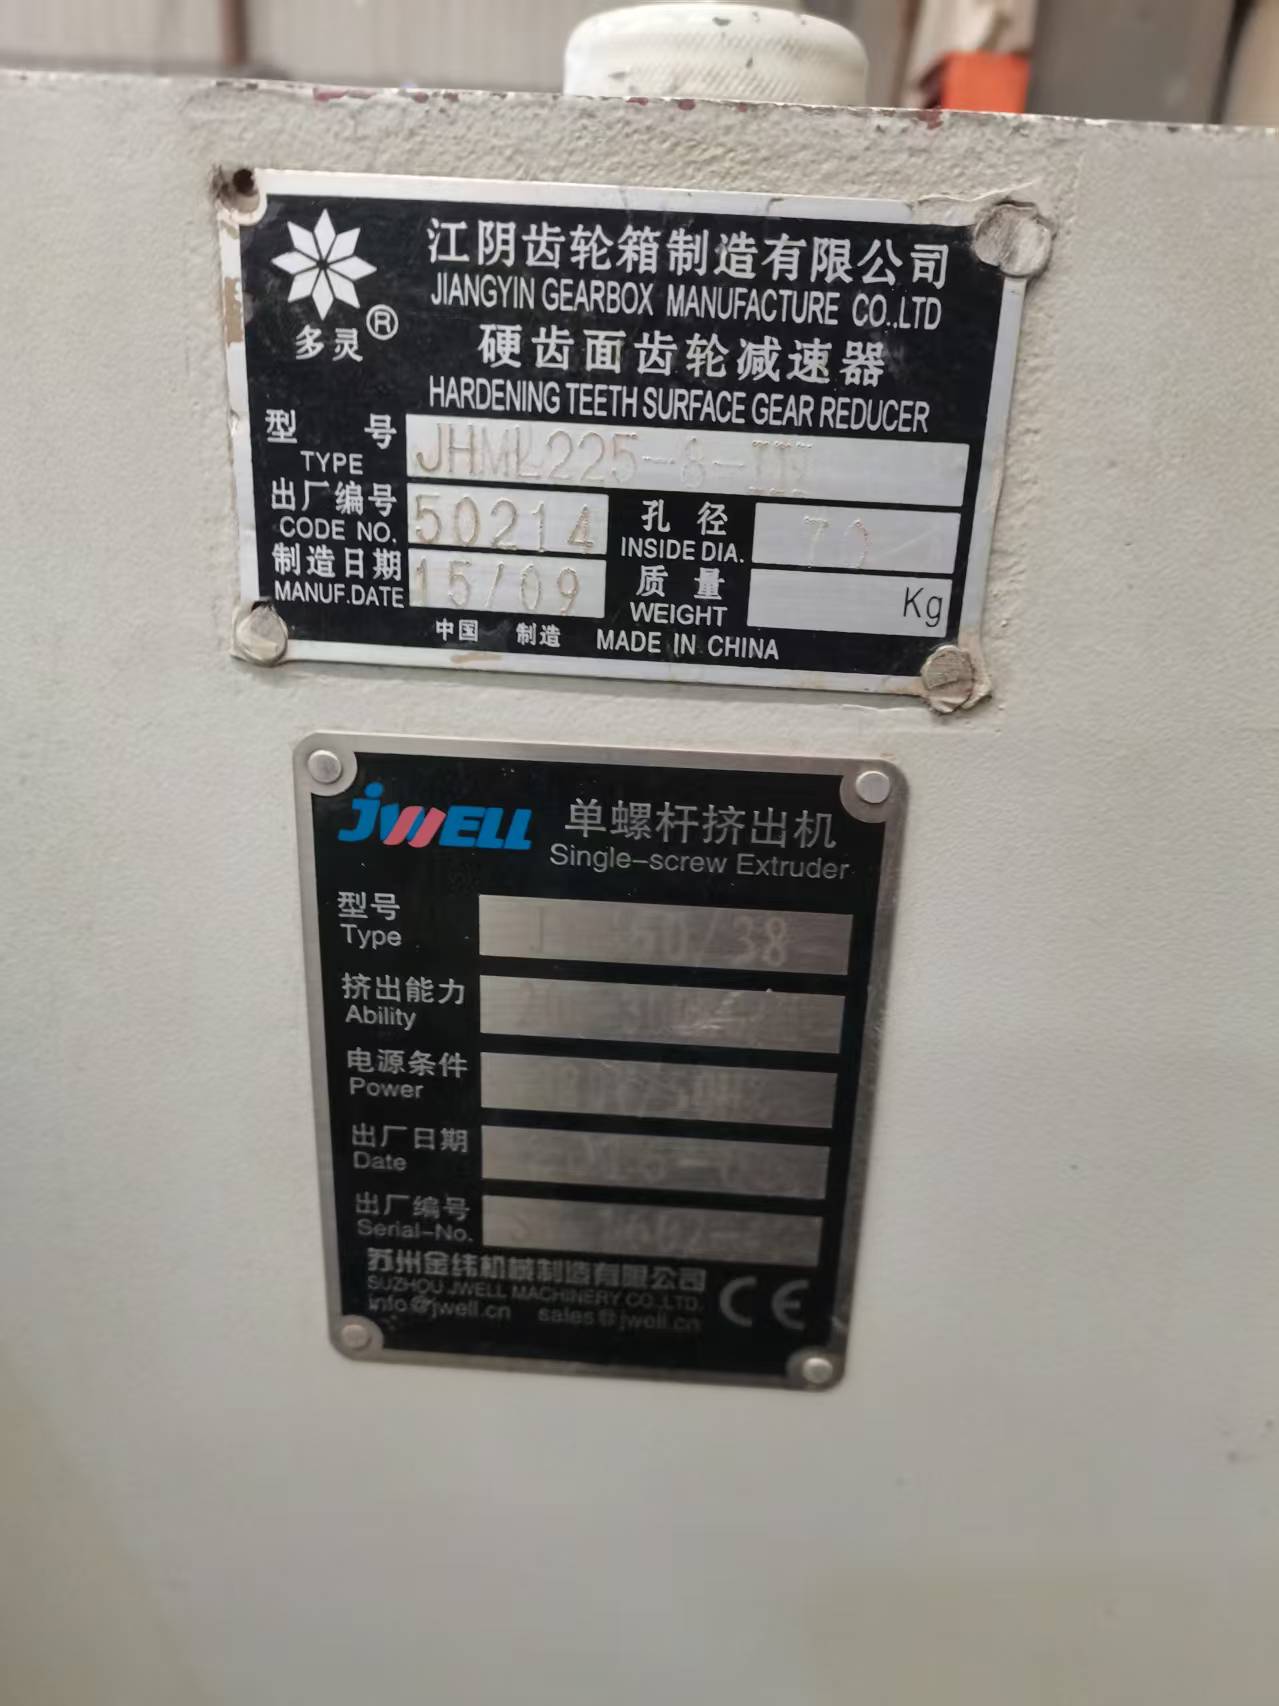 江阴齿轮箱制造有限公司
JIANGYIN GEARBOX MANUFACTURE CO.,LTD
多灵®
硬齿面齿轮减速器
HARDENING TEETH SURFACE GEAR REDUCER
型 号 JHML225-8-III
TYPE
出厂编号 50214 孔 径 70
CODE NO. INSIDE DIA.
制造日期 15/09 质 量 Kg
MANUF.DATE WEIGHT
中国 制造 MADE IN CHINA
JWELL 单螺杆挤出机
Single-screw Extruder
型号
Type
挤出能力
Ability
电源条件
Power
出厂日期
Date
出厂编号
Serial-No.
苏州金纬机械制造有限公司
SUZHOU JWELL MACHINERY CO.,LTD.
info@jwell.cn sales@jwell.cn CE